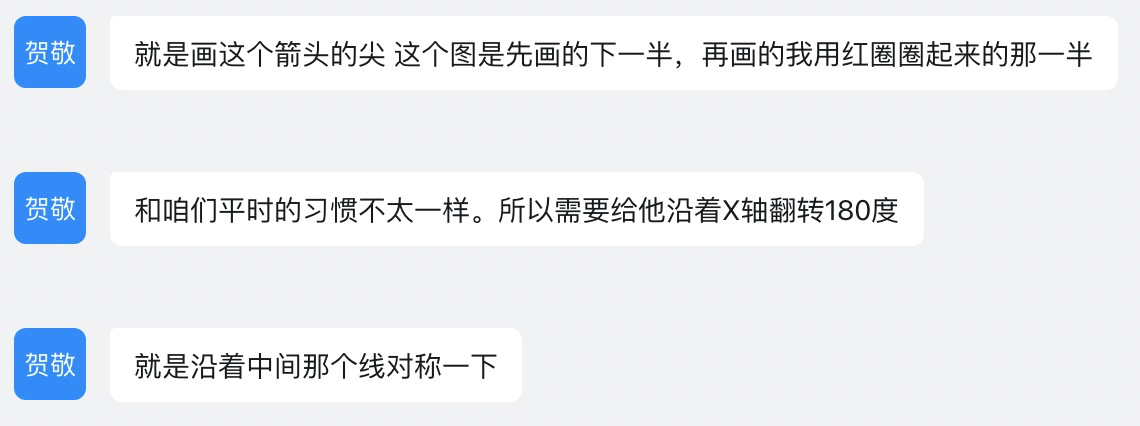 贺敬
就是画这个箭头的尖 这个图是先画的下一半，再画的我用红圈圈起来的那一半
贺敬
和咱们平时的习惯不太一样。所以需要给他沿着X轴翻转180度
贺敬
就是沿着中间那个线对称一下